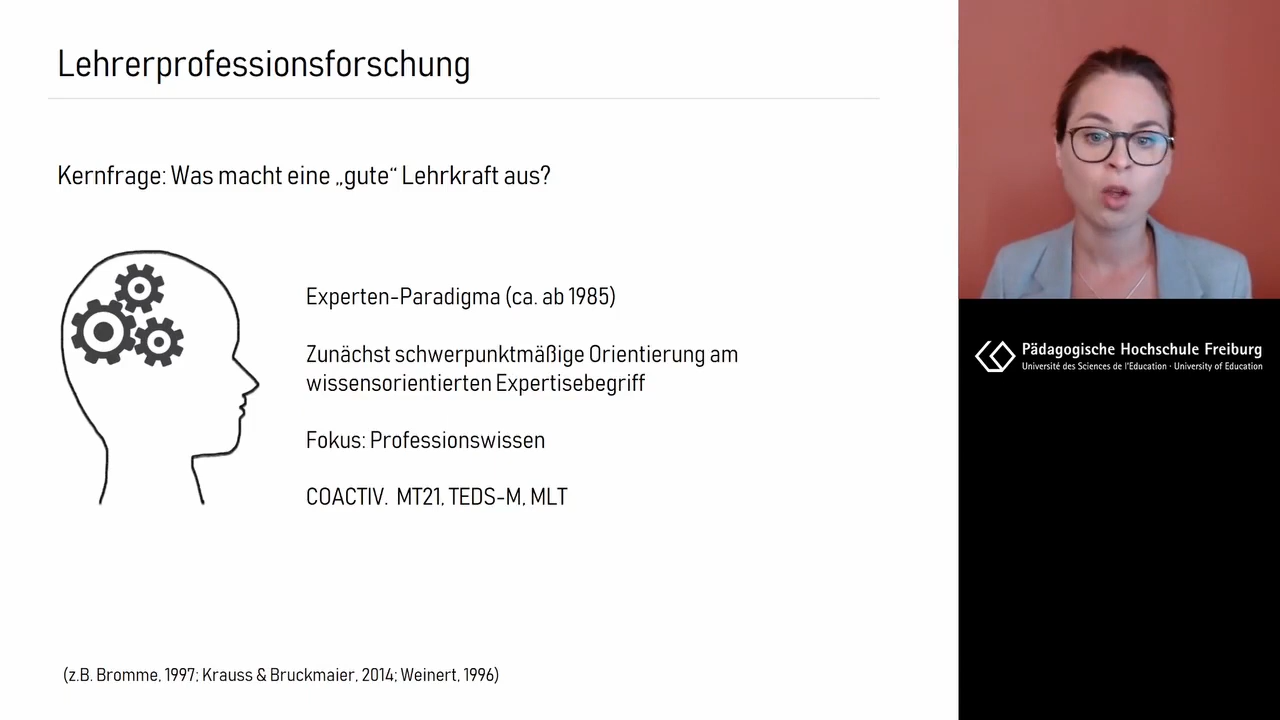 Lehrerprofessionsforschung
Kernfrage: Was macht eine „gute“ Lehrkraft aus?
Experten-Paradigma (ca. ab 1985)
Zunächst schwerpunktmäßige Orientierung am
wissensorientierten Expertisebegriff
Fokus: Professionswissen
COACTIV. MT21, TEDS-M, MLT
(z.B. Bromme, 1997; Krauss & Bruckmaier, 2014; Weinert, 1996)
Pädagogische Hochschule Freiburg
Université des Sciences de l'Education · University of Education